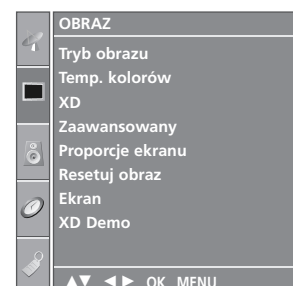 OBRAZ
Tryb obrazu
Temp. kolorów
XD
Zaawansowany
Proporcje ekranu
Resetuj obraz
Ekran
XD Demo
▲▼ ◄► OK MENU